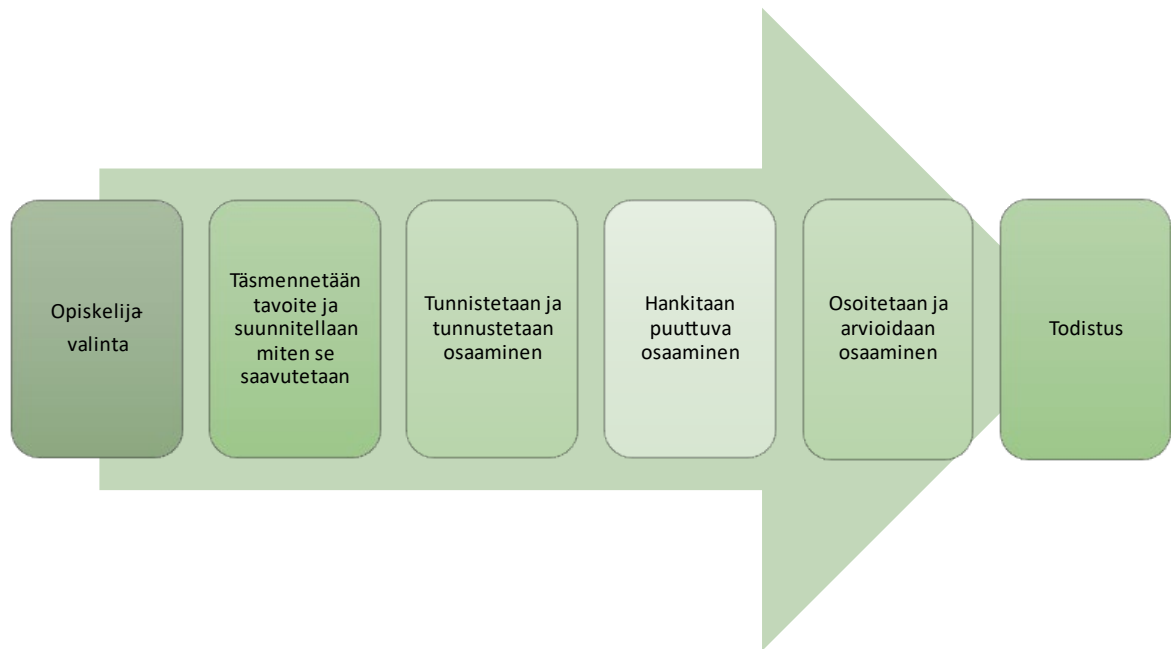 Opiskelija-
valinta
Täsmennetään
tavoite ja
suunnitellaan
miten se
saavutetaan
Tunnistetaan ja
tunnustetaan
osaaminen
Hankitaan
puuttuva
osaaminen
Osoitetaan ja
arvioidaan
osaaminen
Todistus